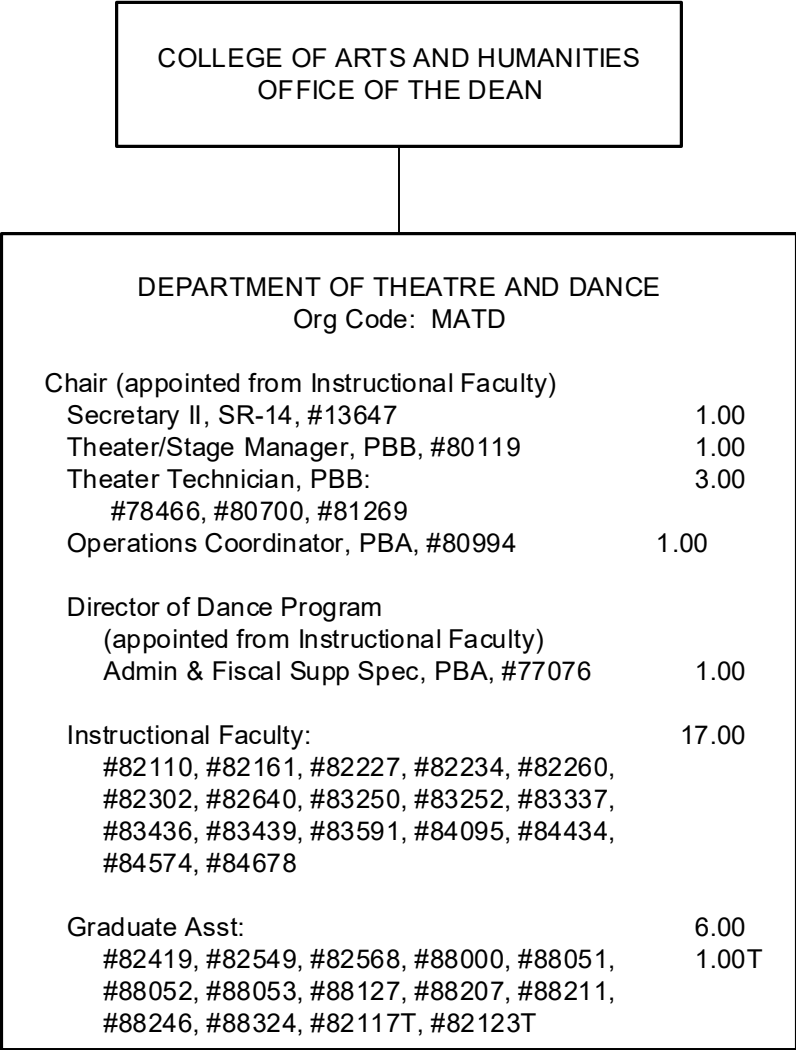 COLLEGE OF ARTS AND HUMANITIES
OFFICE OF THE DEAN
DEPARTMENT OF THEATRE AND DANCE
Org Code: MATD
Chair (appointed from Instructional Faculty)
Secretary II, SR-14, #13647 1.00
Theater/Stage Manager, PBB, #80119 1.00
Theater Technician, PBB: 3.00
#78466, #80700, #81269
Operations Coordinator, PBA, #80994 1.00
Director of Dance Program
(appointed from Instructional Faculty)
Admin & Fiscal Supp Spec, PBA, #77076 1.00
Instructional Faculty: 17.00
#82110, #82161, #82227, #82234, #82260,
#82302, #82640, #83250, #83252, #83337,
#83436, #83439, #83591, #84095, #84434,
#84574, #84678
Graduate Asst: 6.00
#82419, #82549, #82568, #88000, #88051, 1.00T
#88052, #88053, #88127, #88207, #88211,
#88246, #88324, #82117T, #82123T